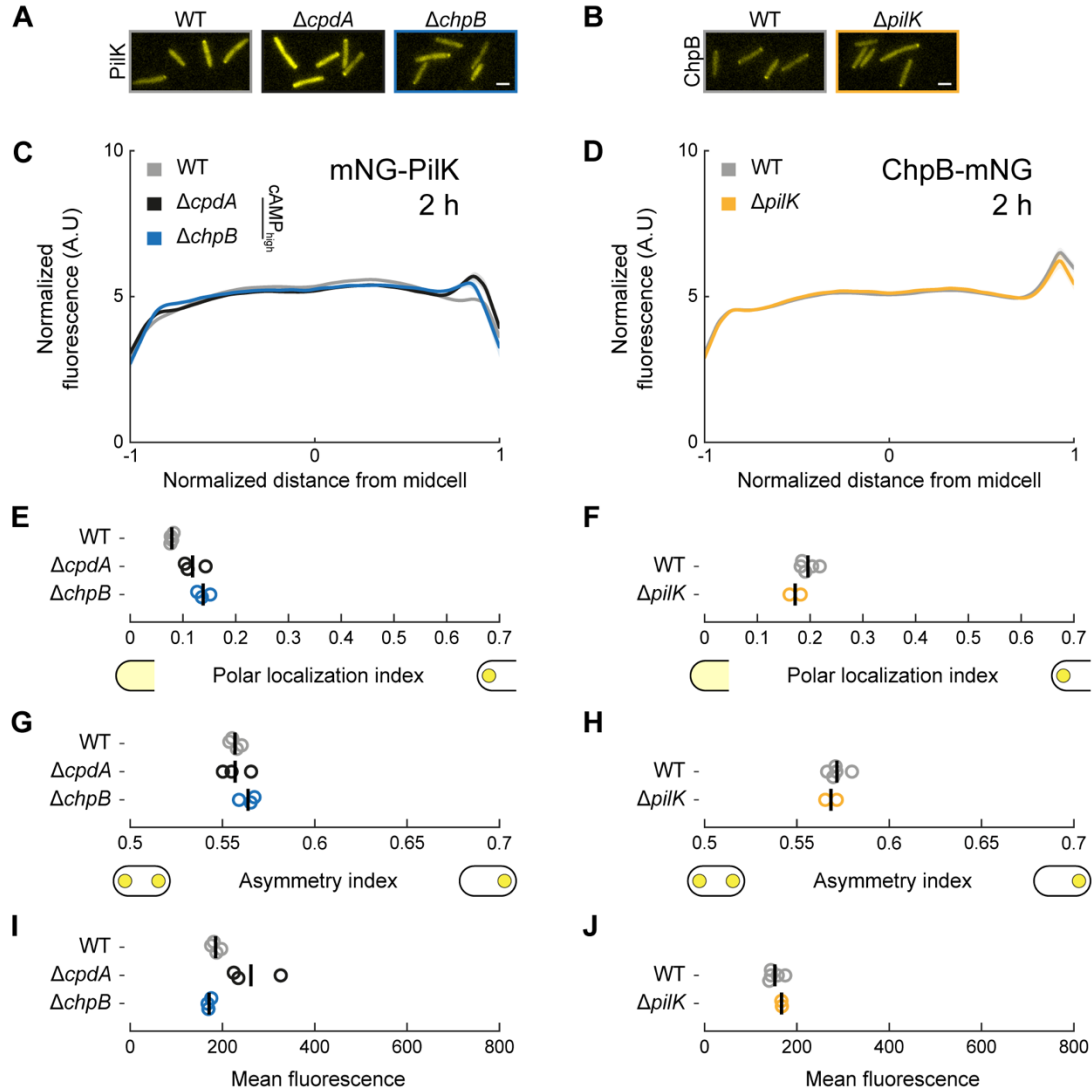 A
WT
ΔcpdA
ΔchpB
PilK
B
WT
ΔpilK
ChpB
C
10
5
0
-1
0
1
Normalized
fluorescence (A.U)
WT
ΔcpdA
ΔchpB
cAMPhigh
mNG-PilK
2 h
Normalized distance from midcell
D
10
5
0
-1
0
1
Normalized
fluorescence (A.U)
WT
ΔpilK
ChpB-mNG
2 h
Normalized distance from midcell
E
WT
ΔcpdA
ΔchpB
0 0.1 0.2 0.3 0.4 0.5 0.6 0.7
Polar localization index
F
WT
ΔpilK
0 0.1 0.2 0.3 0.4 0.5 0.6 0.7
Polar localization index
G
WT
ΔcpdA
ΔchpB
0.5 0.55 0.6 0.65 0.7
Asymmetry index
H
WT
ΔpilK
0.5 0.55 0.6 0.65 0.7
Asymmetry index
I
WT
ΔcpdA
ΔchpB
0 200 400 600 800
Mean fluorescence
J
WT
ΔpilK
0 200 400 600 800
Mean fluorescence